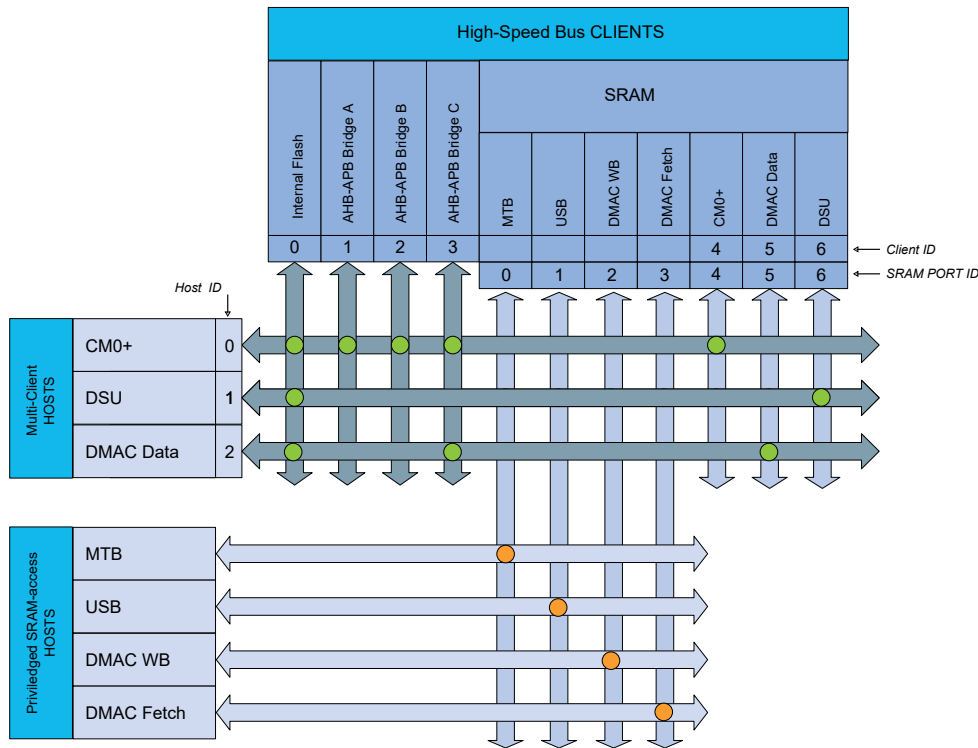 High-Speed Bus CLIENTS
SRAM
Internal Flash
AHB-APB Bridge A
AHB-APB Bridge B
AHB-APB Bridge C
MTB
USB
DMAC WB
DMAC Fetch
CM0+
DMAC Data
DSU
0 1 2 3 4 5 6 Client ID
0 1 2 3 4 5 6 SRAM PORT ID
Host ID
Multi-Client
HOSTS
CM0+ 0
DSU 1
DMAC Data 2
Priviledged SRAM-access
HOSTS
MTB
USB
DMAC WB
DMAC Fetch